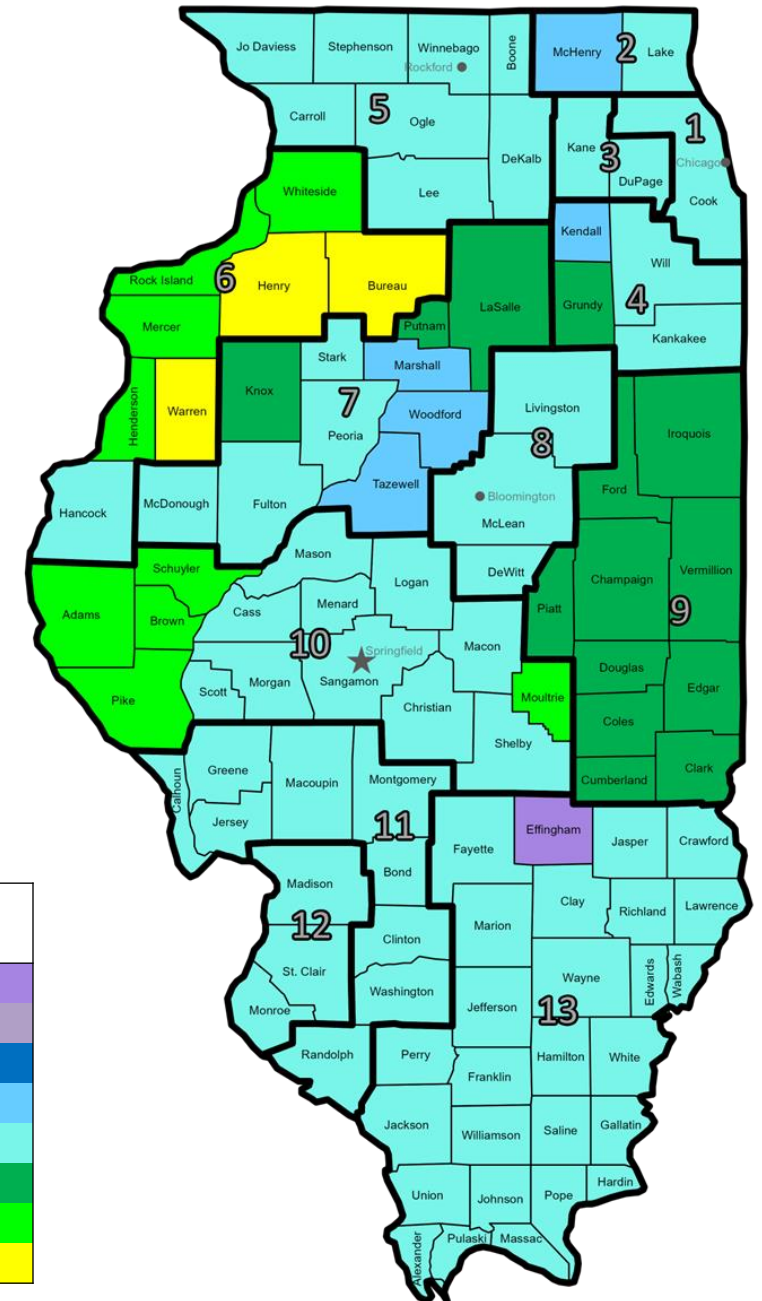 Jo Daviess
Stephenson
Winnebago
Boone
McHenry
2
Lake
Rockford
Carroll
5
Ogle
DeKalb
Kane
3
1
Chicago
DuPage
Cook
Whiteside
Lee
Kendall
Will
Rock Island
6
Henry
Bureau
LaSalle
Grundy
4
Mercer
Putnam
Kankakee
Stark
Marshall
Henderson
Warren
Knox
7
Peoria
Woodford
Livingston
8
Iroquois
Tazewell
Ford
Hancock
McDonough
Fulton
Bloomington
McLean
Mason
Logan
DeWitt
Champaign
Vermillion
Schuyler
Adams
Brown
Cass
Menard
Piatt
9
10
Springfield
Macon
Douglas
Edgar
Pike
Scott
Morgan
Sangamon
Christian
Moultrie
Coles
Shelby
Cumberland
Clark
Calhoun
Greene
Macoupin
Montgomery
Jersey
11
Effingham
Fayette
Jasper
Crawford
Madison
Bond
Clay
Richland
Lawrence
12
Marion
Clinton
St. Clair
Wayne
Edwards
Wabash
Washington
Monroe
Jefferson
13
Randolph
Perry
Franklin
Hamilton
White
Jackson
Williamson
Saline
Gallatin
Union
Johnson
Pope
Hardin
Alexander
Pulaski
Massac